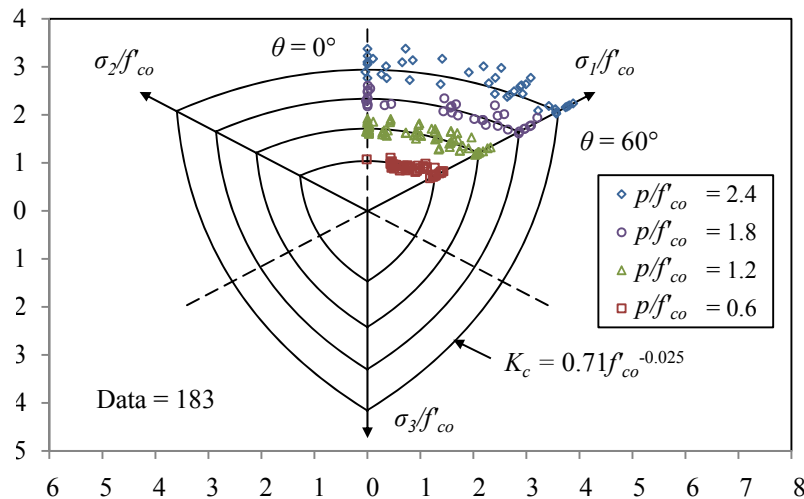 4
3
2
1
0
1
2
3
4
5
θ = 0°
σ2/f'co
σ1/f'co
θ = 60°
p/f'co = 2.4
p/f'co = 1.8
p/f'co = 1.2
p/f'co = 0.6
Kc = 0.71f'co-0.025
Data = 183
σ3/f'co
6 5 4 3 2 1 0 1 2 3 4 5 6 7 8